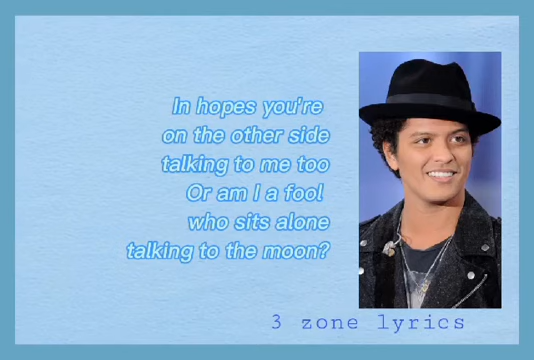 In hopes you're
on the other side
talking to me too
Or am I a fool
who sits alone
talking to the moon?
3 zone lyrics